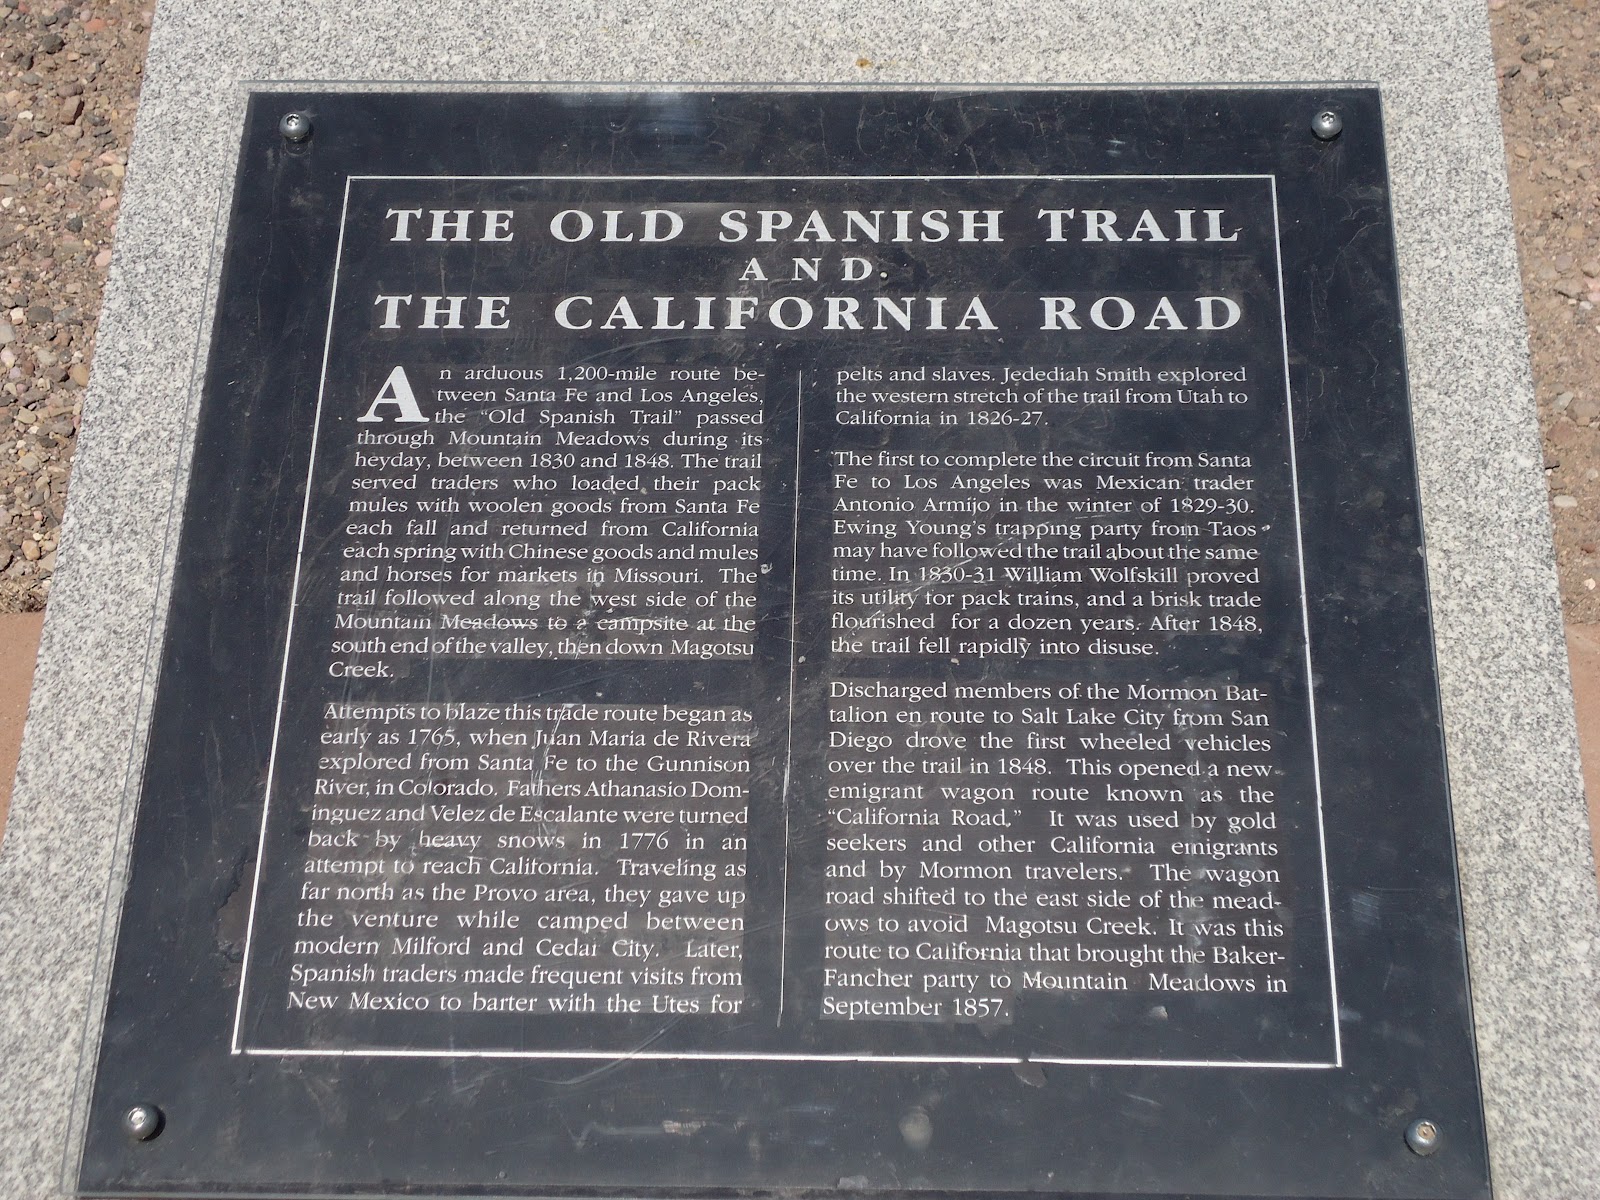 THE OLD SPANISH TRAIL
AND
THE CALIFORNIA ROAD
An arduous 1,200-mile route be-
tween Santa Fe and Los Angeles,
the “Old Spanish Trail” passed
through Mountain Meadows during its
heyday, between 1830 and 1848. The trail
served traders who loaded their pack
mules with woolen goods from Santa Fe
each fall and returned from California
each spring with Chinese goods and mules
and horses for markets in Missouri. The
trail followed along the west side of the
Mountain Meadows to a campsite at the
south end of the valley, then down Magotsu
Creek.
Attempts to blaze this trade route began as
early as 1765, when Juan Maria de Rivera
explored from Santa Fe to the Gunnison
River, in Colorado. Fathers Athanasio Dom-
inguez and Velez de Escalante were turned
back by heavy snows in 1776 in an
attempt to reach California. Traveling as
far north as the Provo area, they gave up
the venture while camped between
modern Milford and Cedar City. Later,
Spanish traders made frequent visits from
New Mexico to barter with the Utes for
pelts and slaves. Jedediah Smith explored
the western stretch of the trail from Utah to
California in 1826-27.
The first to complete the circuit from Santa
Fe to Los Angeles was Mexican trader
Antonio Armijo in the winter of 1829-30.
Ewing Young's trapping party from Taos
may have followed the trail about the same
time. In 1830-31 William Wolfskill proved
its utility for pack trains, and a brisk trade
flourished for a dozen years. After 1848,
the trail fell rapidly into disuse.
Discharged members of the Mormon Bat-
talion en route to Salt Lake City from San
Diego drove the first wheeled vehicles
over the trail in 1848. This opened a new
emigrant wagon route known as the
“California Road.” It was used by gold
seekers and other California emigrants
and by Mormon travelers. The wagon
road shifted to the east side of the mead-
ows to avoid Magotsu Creek. It was this
route to California that brought the Baker-
Fancher party to Mountain Meadows in
September 1857.